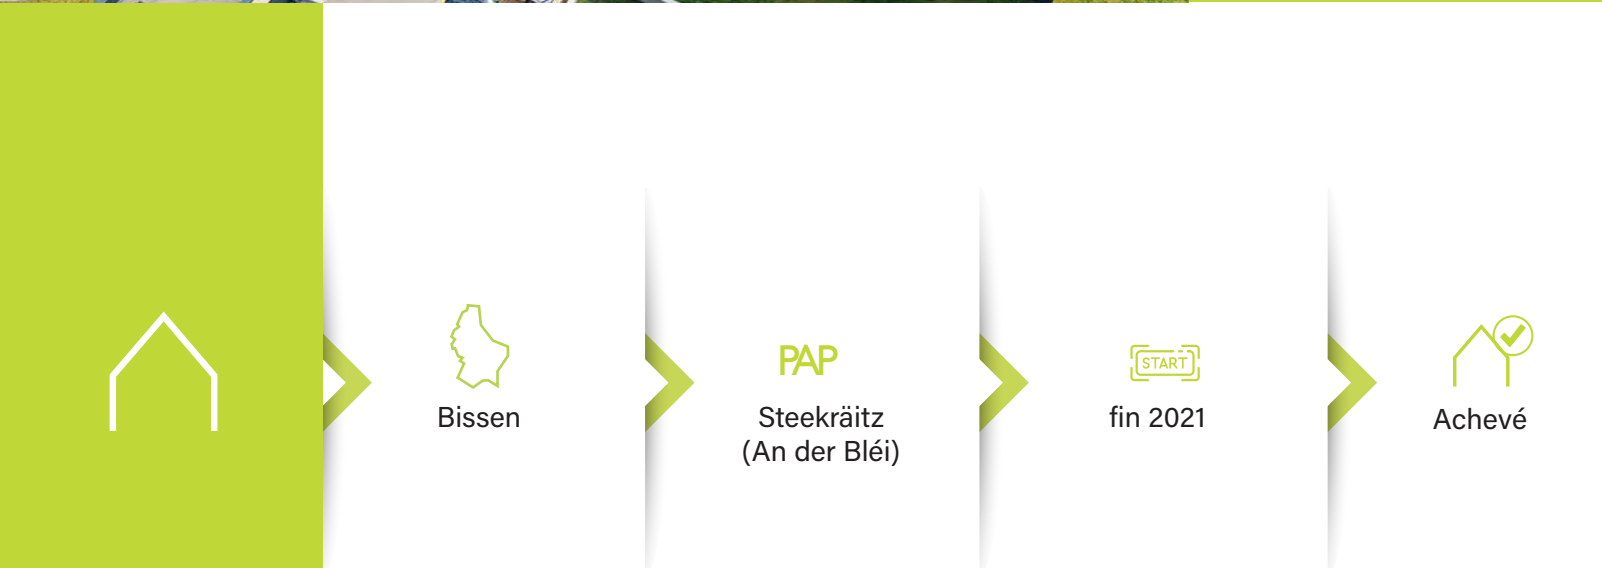 Bissen
PAP
Steekräitz
(An der Bléi)
START
fin 2021
Achevé